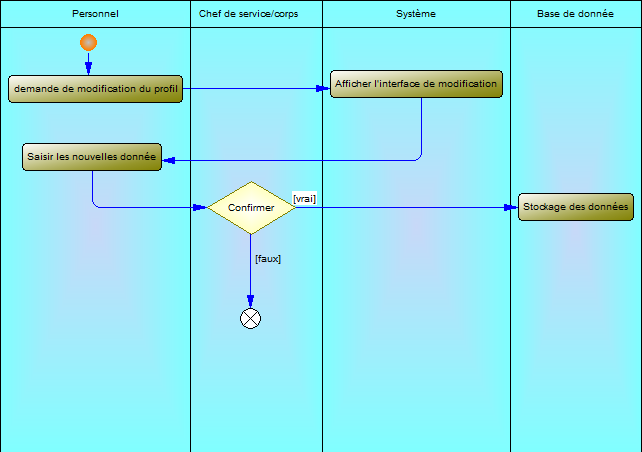 Personnel
Chef de service/corps
Système
Base de donnée
demande de modification du profil
Afficher l'interface de modification
Saisir les nouvelles donnée
Confirmer
[vrai]
Stockage des données
[faux]